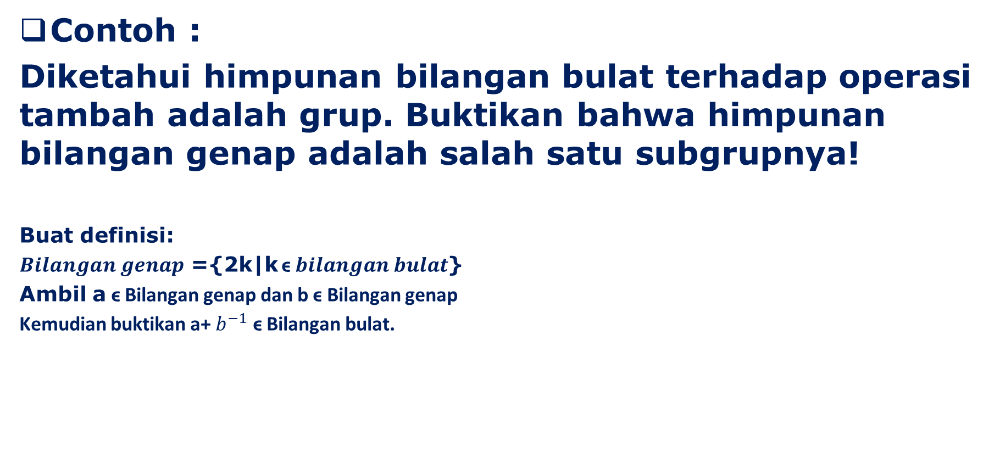 ❑Contoh :
Diketahui himpunan bilangan bulat terhadap operasi
tambah adalah grup. Buktikan bahwa himpunan
bilangan genap adalah salah satu subgrupnya!
Buat definisi:
Bilangan genap ={2k|k ϵ bilangan bulat}
Ambil a ϵ Bilangan genap dan b ϵ Bilangan genap
Kemudian buktikan a+ b⁻¹ ϵ Bilangan bulat.